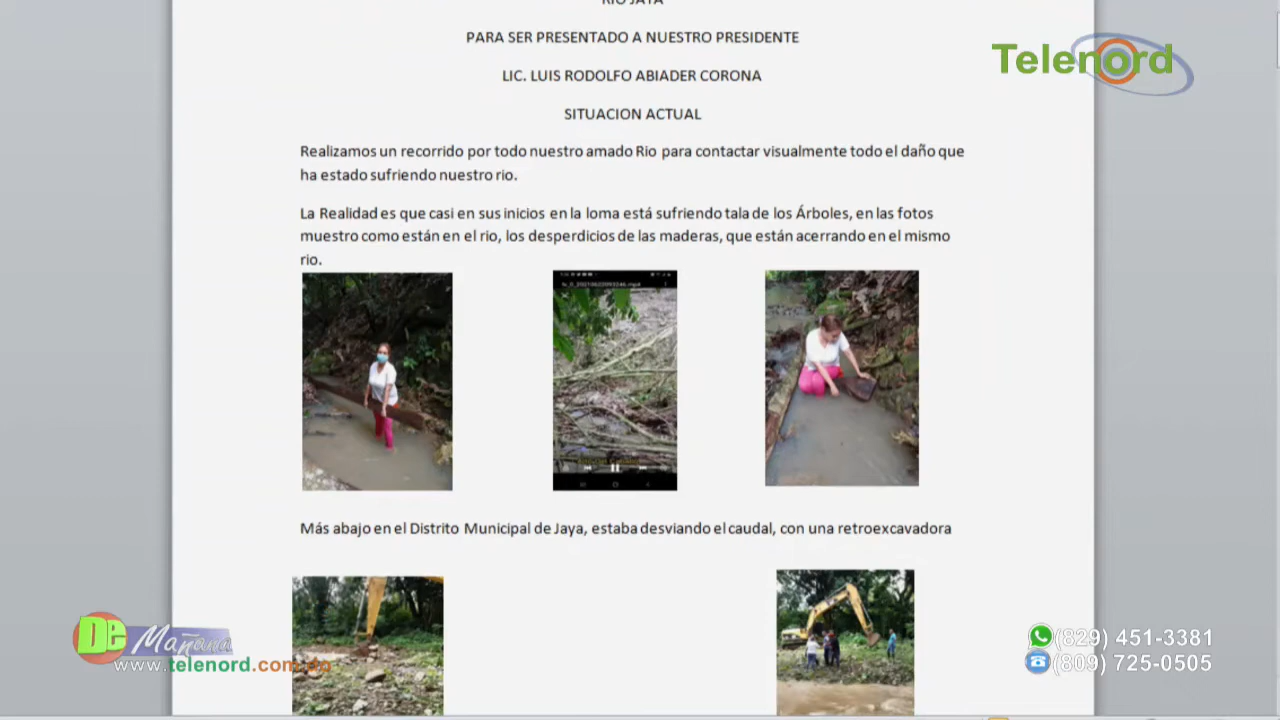 RIO JAYA
PARA SER PRESENTADO A NUESTRO PRESIDENTE
LIC. LUIS RODOLFO ABIADER CORONA
SITUACION ACTUAL
Telenord
Realizamos un recorrido por todo nuestro amado Rio para contactar visualmente todo el daño que
ha estado sufriendo nuestro rio.
La Realidad es que casi en sus inicios en la loma está sufriendo tala de los Árboles, en las fotos
muestro como están en el rio, los desperdicios de las maderas, que están acerrando en el mismo
rio.
Más abajo en el Distrito Municipal de Jaya, estaba desviando el caudal, con una retroexcavadora
De Mañana
www.telenord.com.do
(829) 451-3381
(809) 725-0505